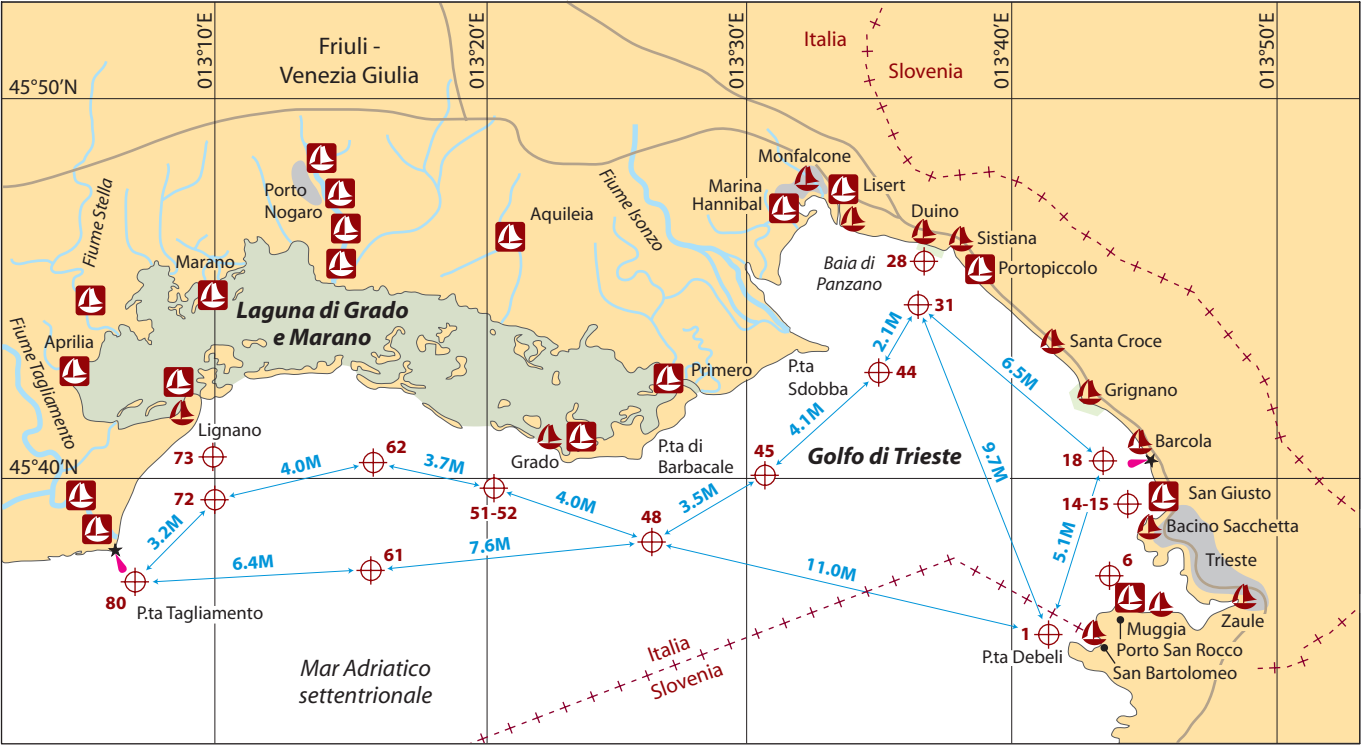 013°10′E
013°20′E
013°30′E
013°40′E
013°50′E
Friuli -
Venezia Giulia
Italia
Slovenia
45°50′N
Monfalcone
Marina
Hannibal
Lisert
Porto
Nogaro
Aquileia
Fiume Isonzo
Fiume Stella
Duino
Sistiana
Marano
Baia di
Panzano
28
Portopiccolo
Laguna di Grado
e Marano
31
Fiume Tagliamento
Aprilia
2.1M
Santa Croce
P.ta
Sdobba
44
Primero
6.5M
Grignano
4.1M
Lignano
Barcola
P.ta di
Barbacale
45
Golfo di Trieste
9.7M
18
73
62
Grado
45°40′N
4.0M
3.7M
72
51-52
4.0M
3.5M
San Giusto
14-15
48
Bacino Sacchetta
3.2M
5.1M
7.6M
61
6.4M
6
Trieste
11.0M
80
P.ta Tagliamento
1
P.ta Debeli
Muggia
Zaule
Porto San Rocco
San Bartolomeo
Italia
Slovenia
Mar Adriatico
settentrionale